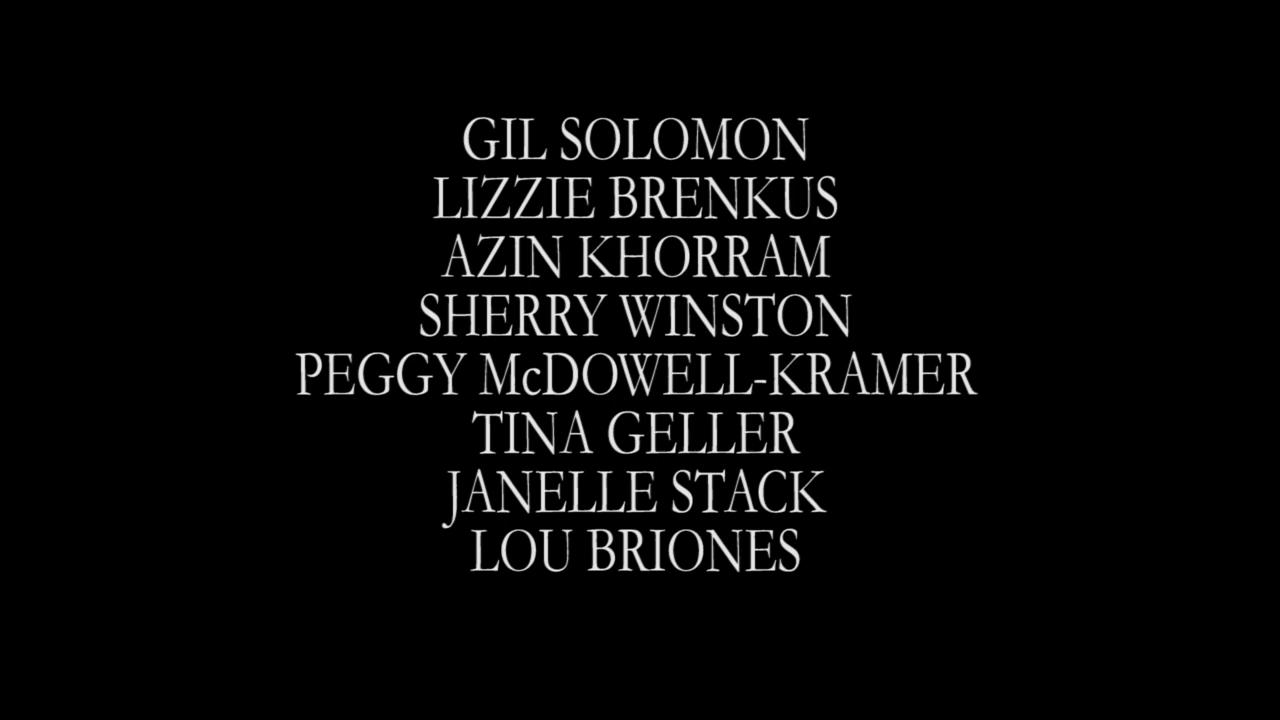 GIL SOLOMON
LIZZIE BRENKUS
AZIN KHORRAM
SHERRY WINSTON
PEGGY McDOWELL-KRAMER
TINA GELLER
JANELLE STACK
LOU BRIONES